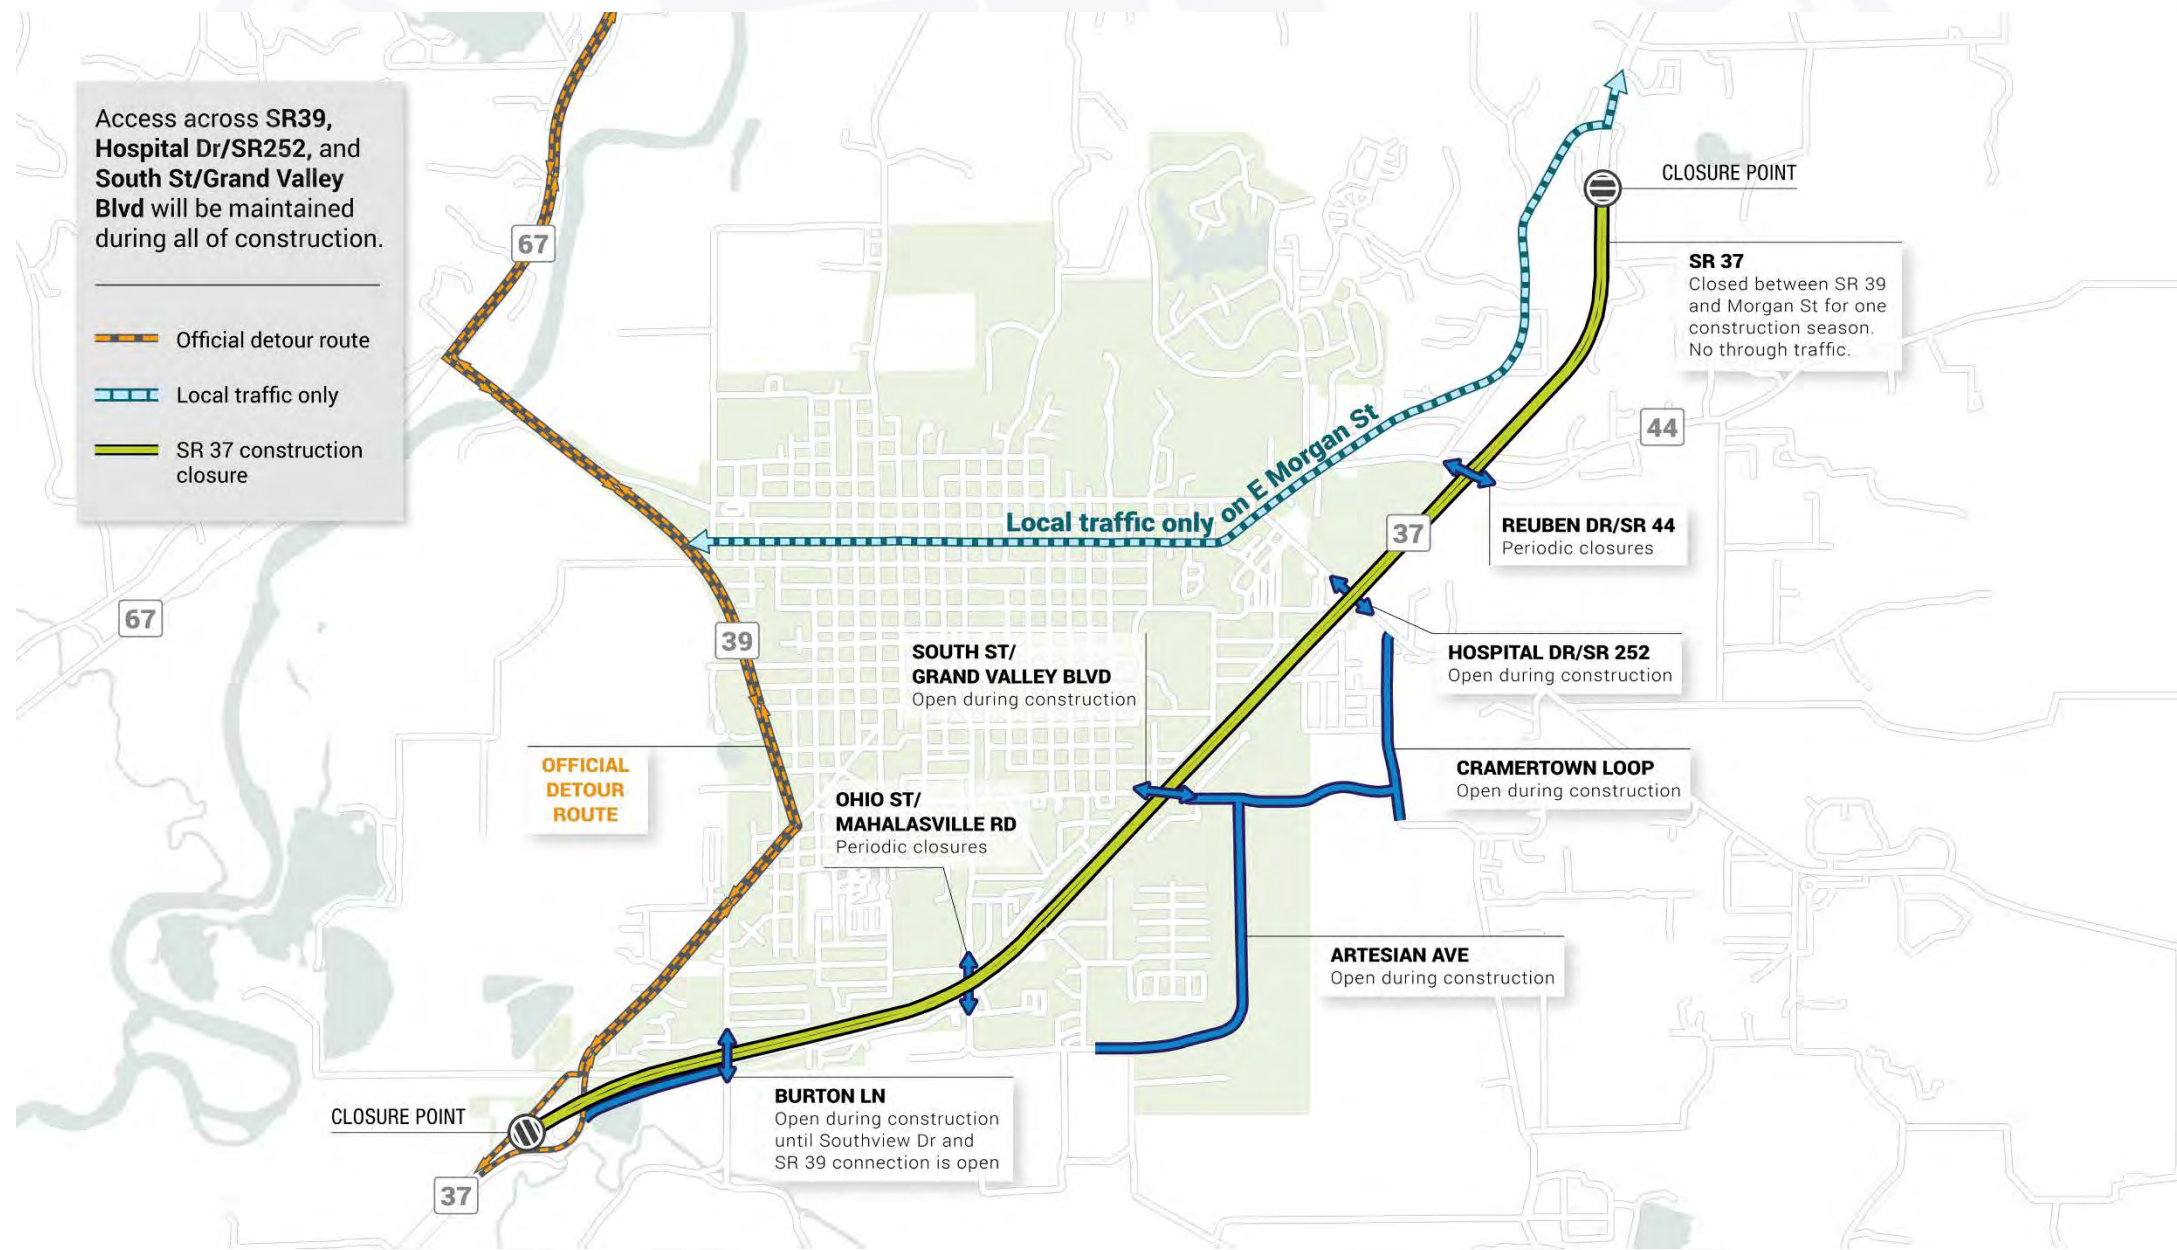 Access across SR39,
Hospital Dr/SR252, and
South St/Grand Valley
Blvd will be maintained
during all of construction.
Official detour route
Local traffic only
SR 37 construction
closure
67
CLOSURE POINT
SR 37
Closed between SR 39
and Morgan St for one
construction season.
No through traffic.
44
Local traffic only on E Morgan St
37
REUBEN DR/SR 44
Periodic closures
67
39
SOUTH ST/
GRAND VALLEY BLVD
Open during construction
HOSPITAL DR/SR 252
Open during construction
OFFICIAL
DETOUR
ROUTE
OHIO ST/
MAHALASVILLE RD
Periodic closures
CRAMERTOWN LOOP
Open during construction
ARTESIAN AVE
Open during construction
CLOSURE POINT
BURTON LN
Open during construction
until Southview Dr and
SR 39 connection is open
37